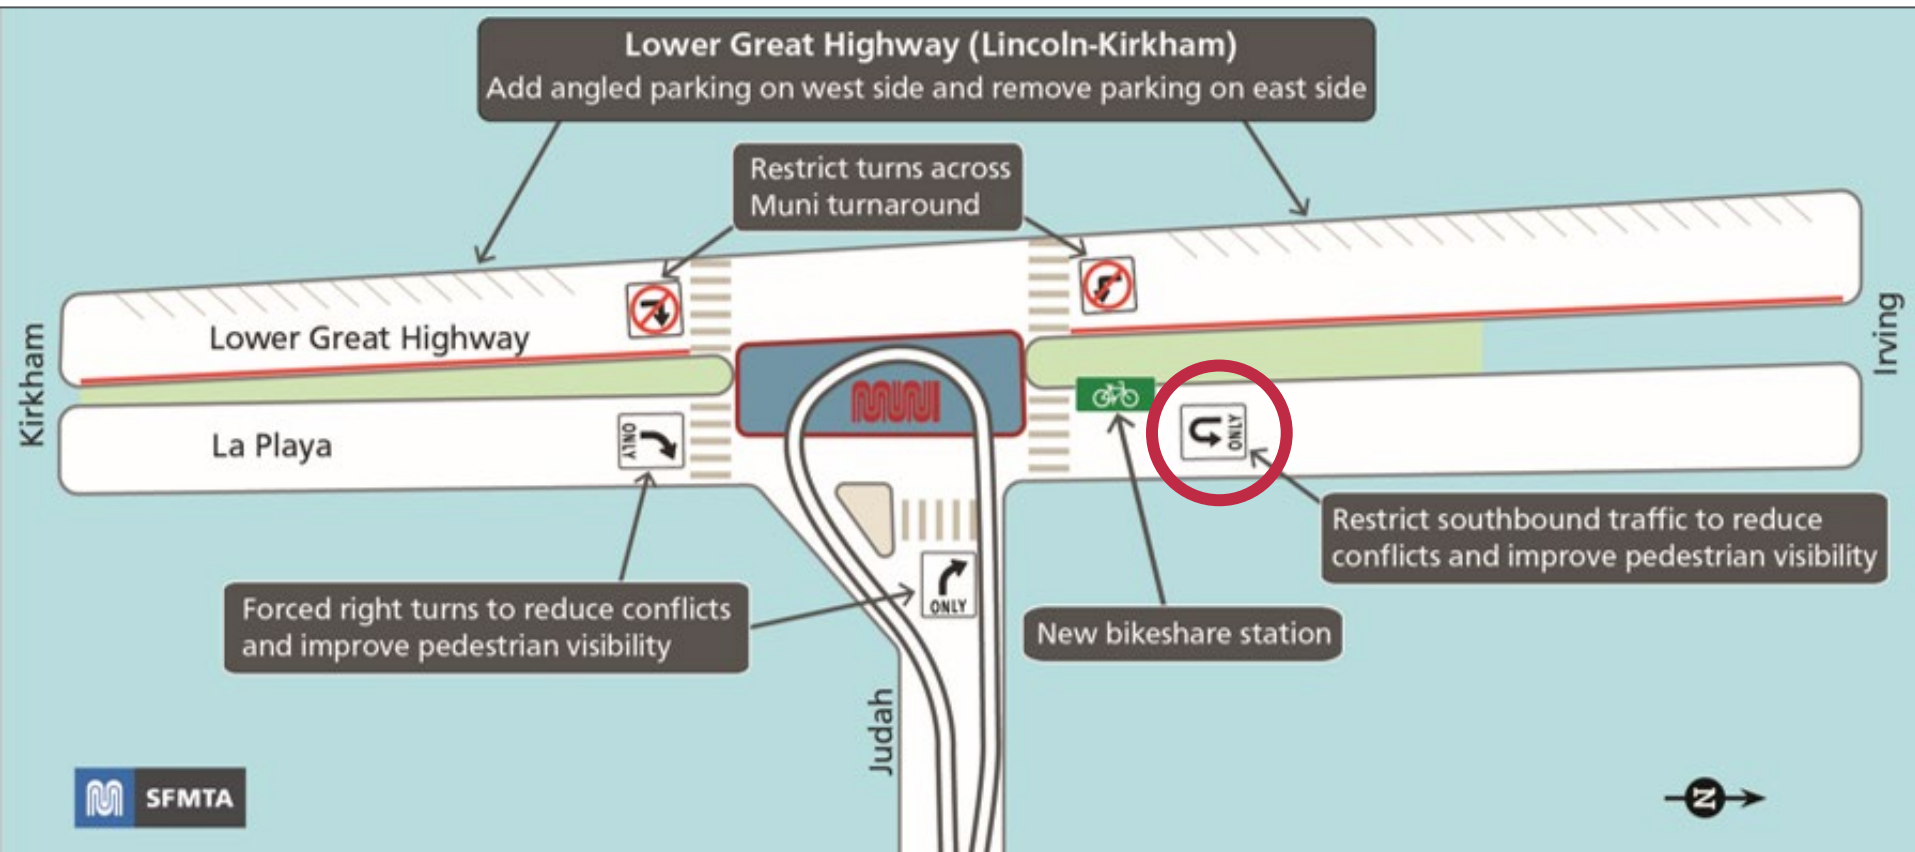 Lower Great Highway (Lincoln-Kirkham)
Add angled parking on west side and remove parking on east side
Restrict turns across
Muni turnaround
Kirkham
Lower Great Highway
La Playa
ONLY
MUNI
ONLY
Irving
Restrict southbound traffic to reduce
conflicts and improve pedestrian visibility
Forced right turns to reduce conflicts
and improve pedestrian visibility
ONLY
New bikeshare station
Judah
SFMTA
N